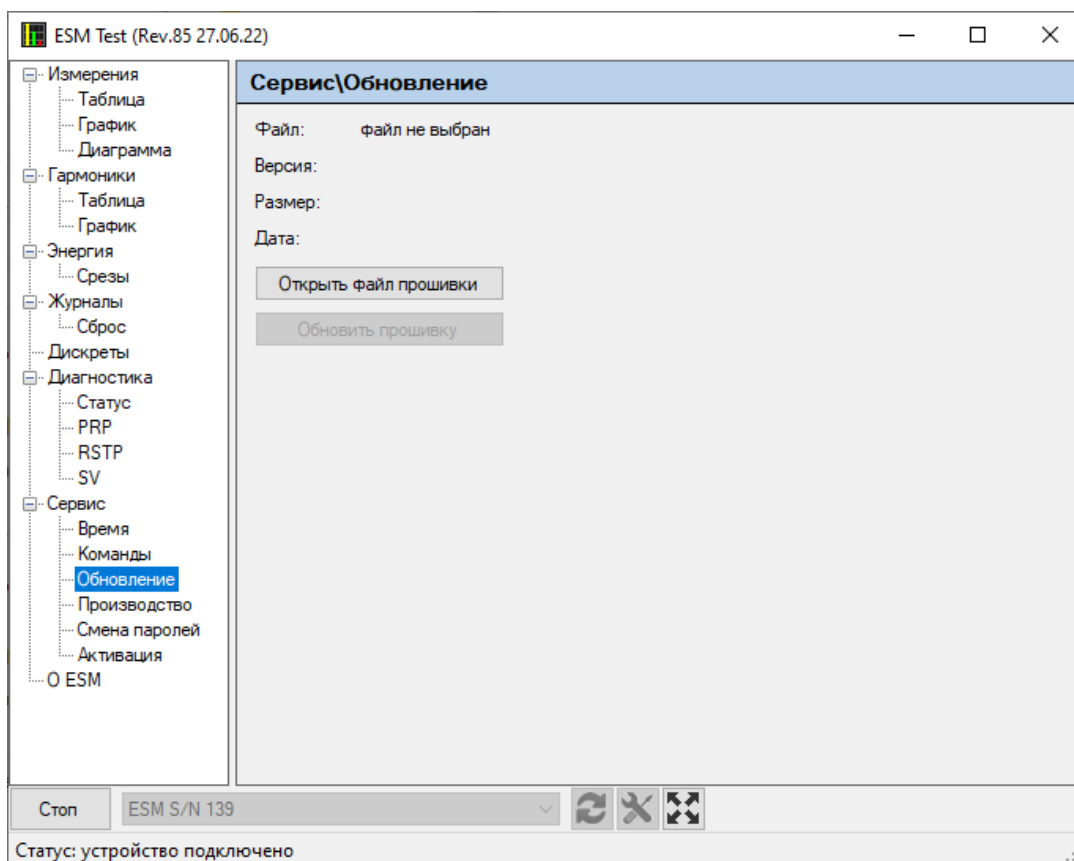 ESM Test (Rev.85 27.06.22)
Измерения
Таблица
График
Диаграмма
Гармоники
Таблица
График
Энергия
Срезы
Журналы
Сброс
Дискреты
Диагностика
Статус
PRP
RSTP
SV
Сервис
Время
Команды
Обновление
Производство
Смена паролей
Активация
О ESM
Сервис\Обновление
Файл: файл не выбран
Версия:
Размер:
Дата:
Открыть файл прошивки
Обновить прошивку
Стоп ESM S/N 139
Статус: устройство подключено